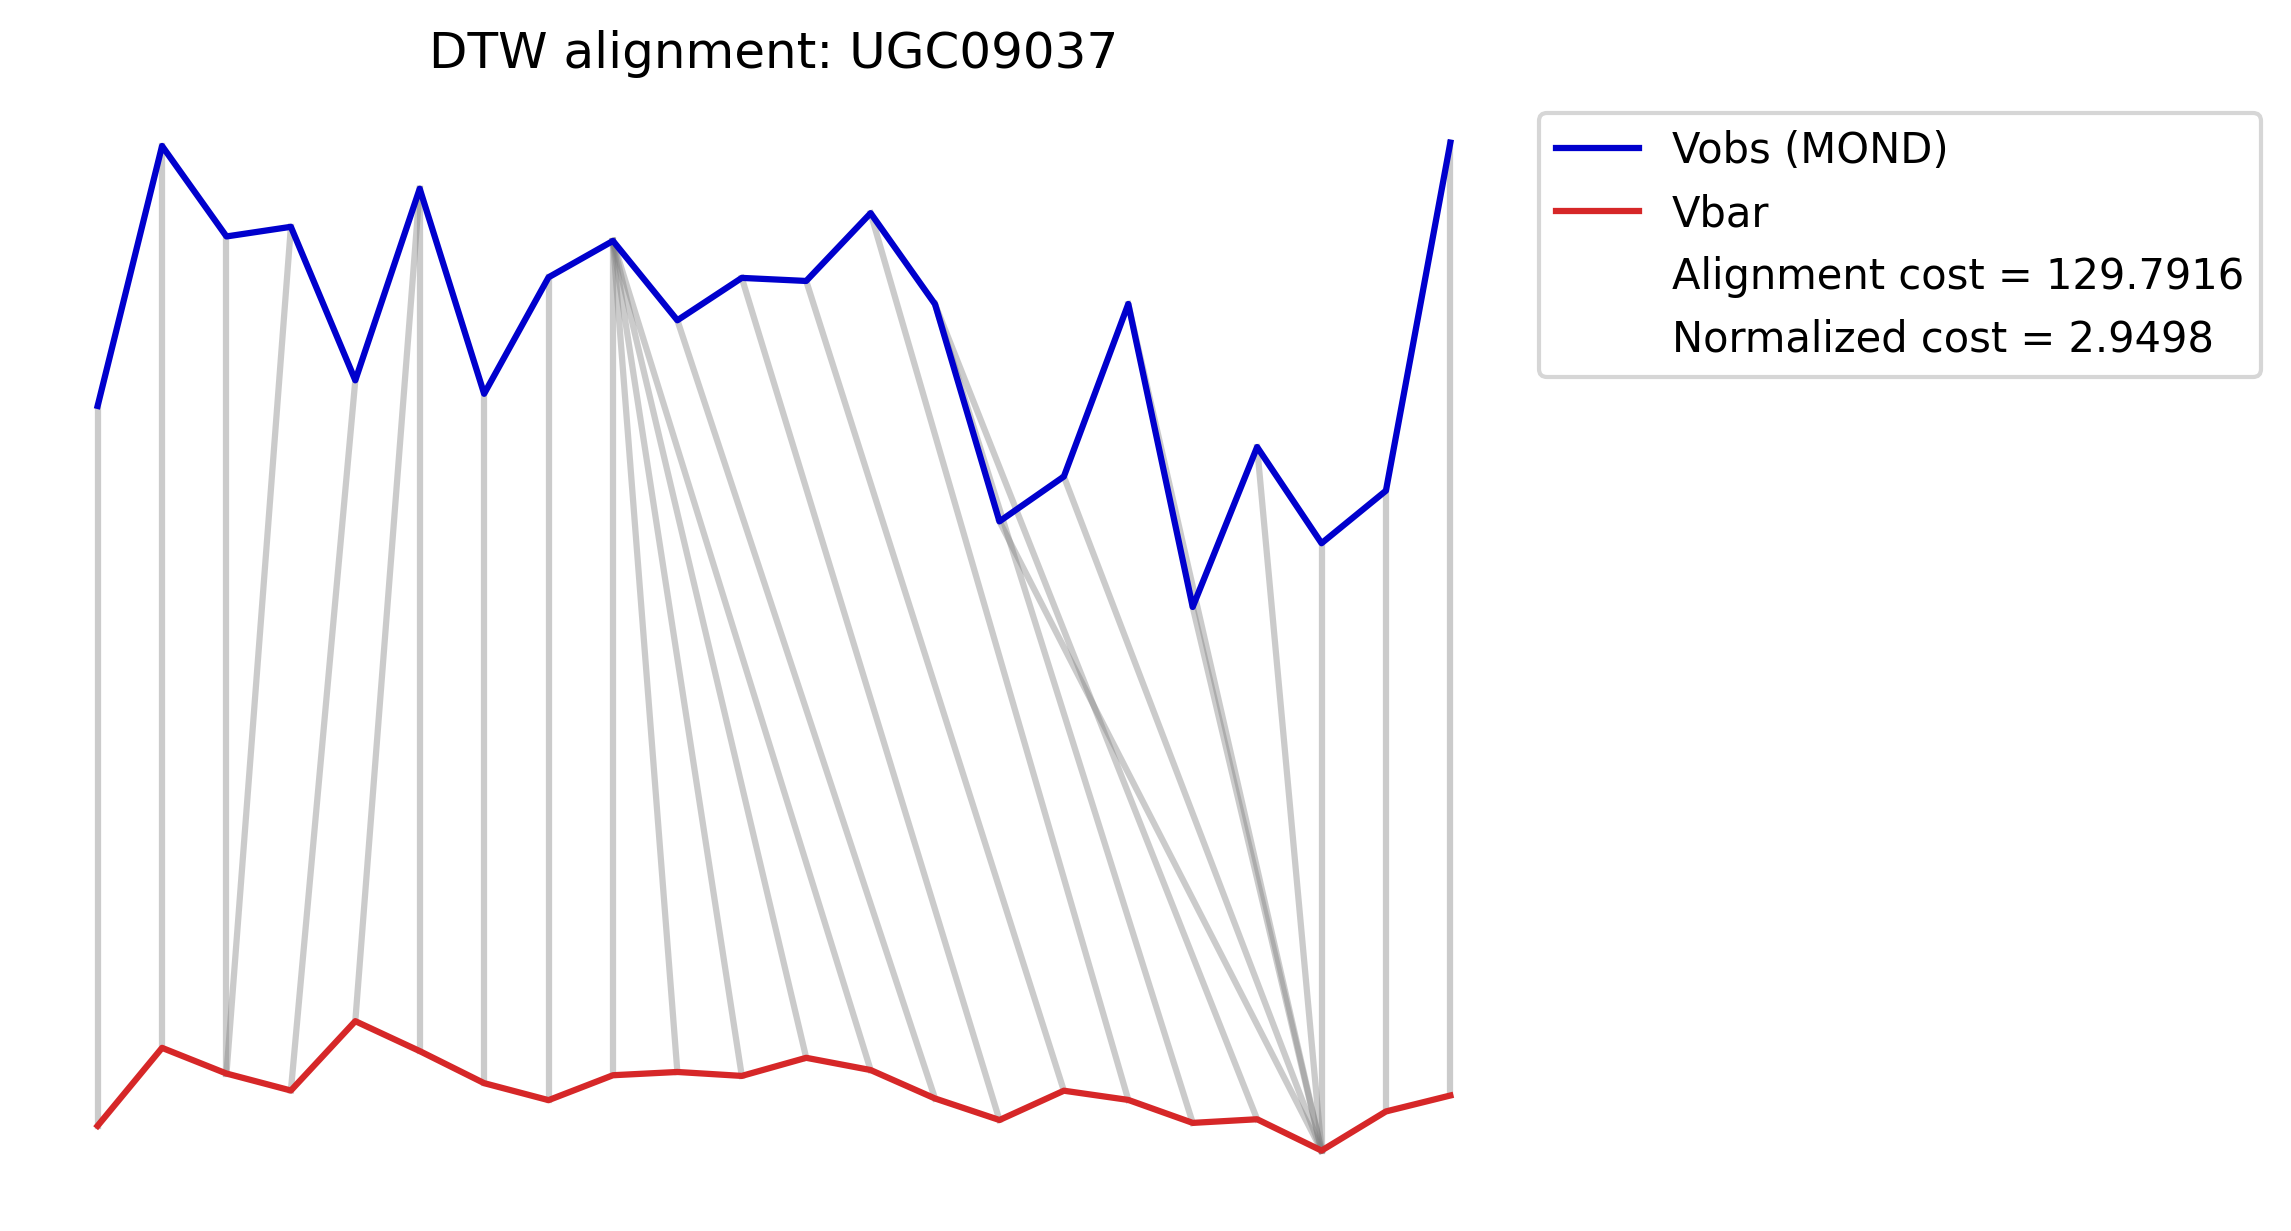 DTW alignment: UGC09037
Vobs (MOND)
Vbar
Alignment cost = 129.7916
Normalized cost = 2.9498